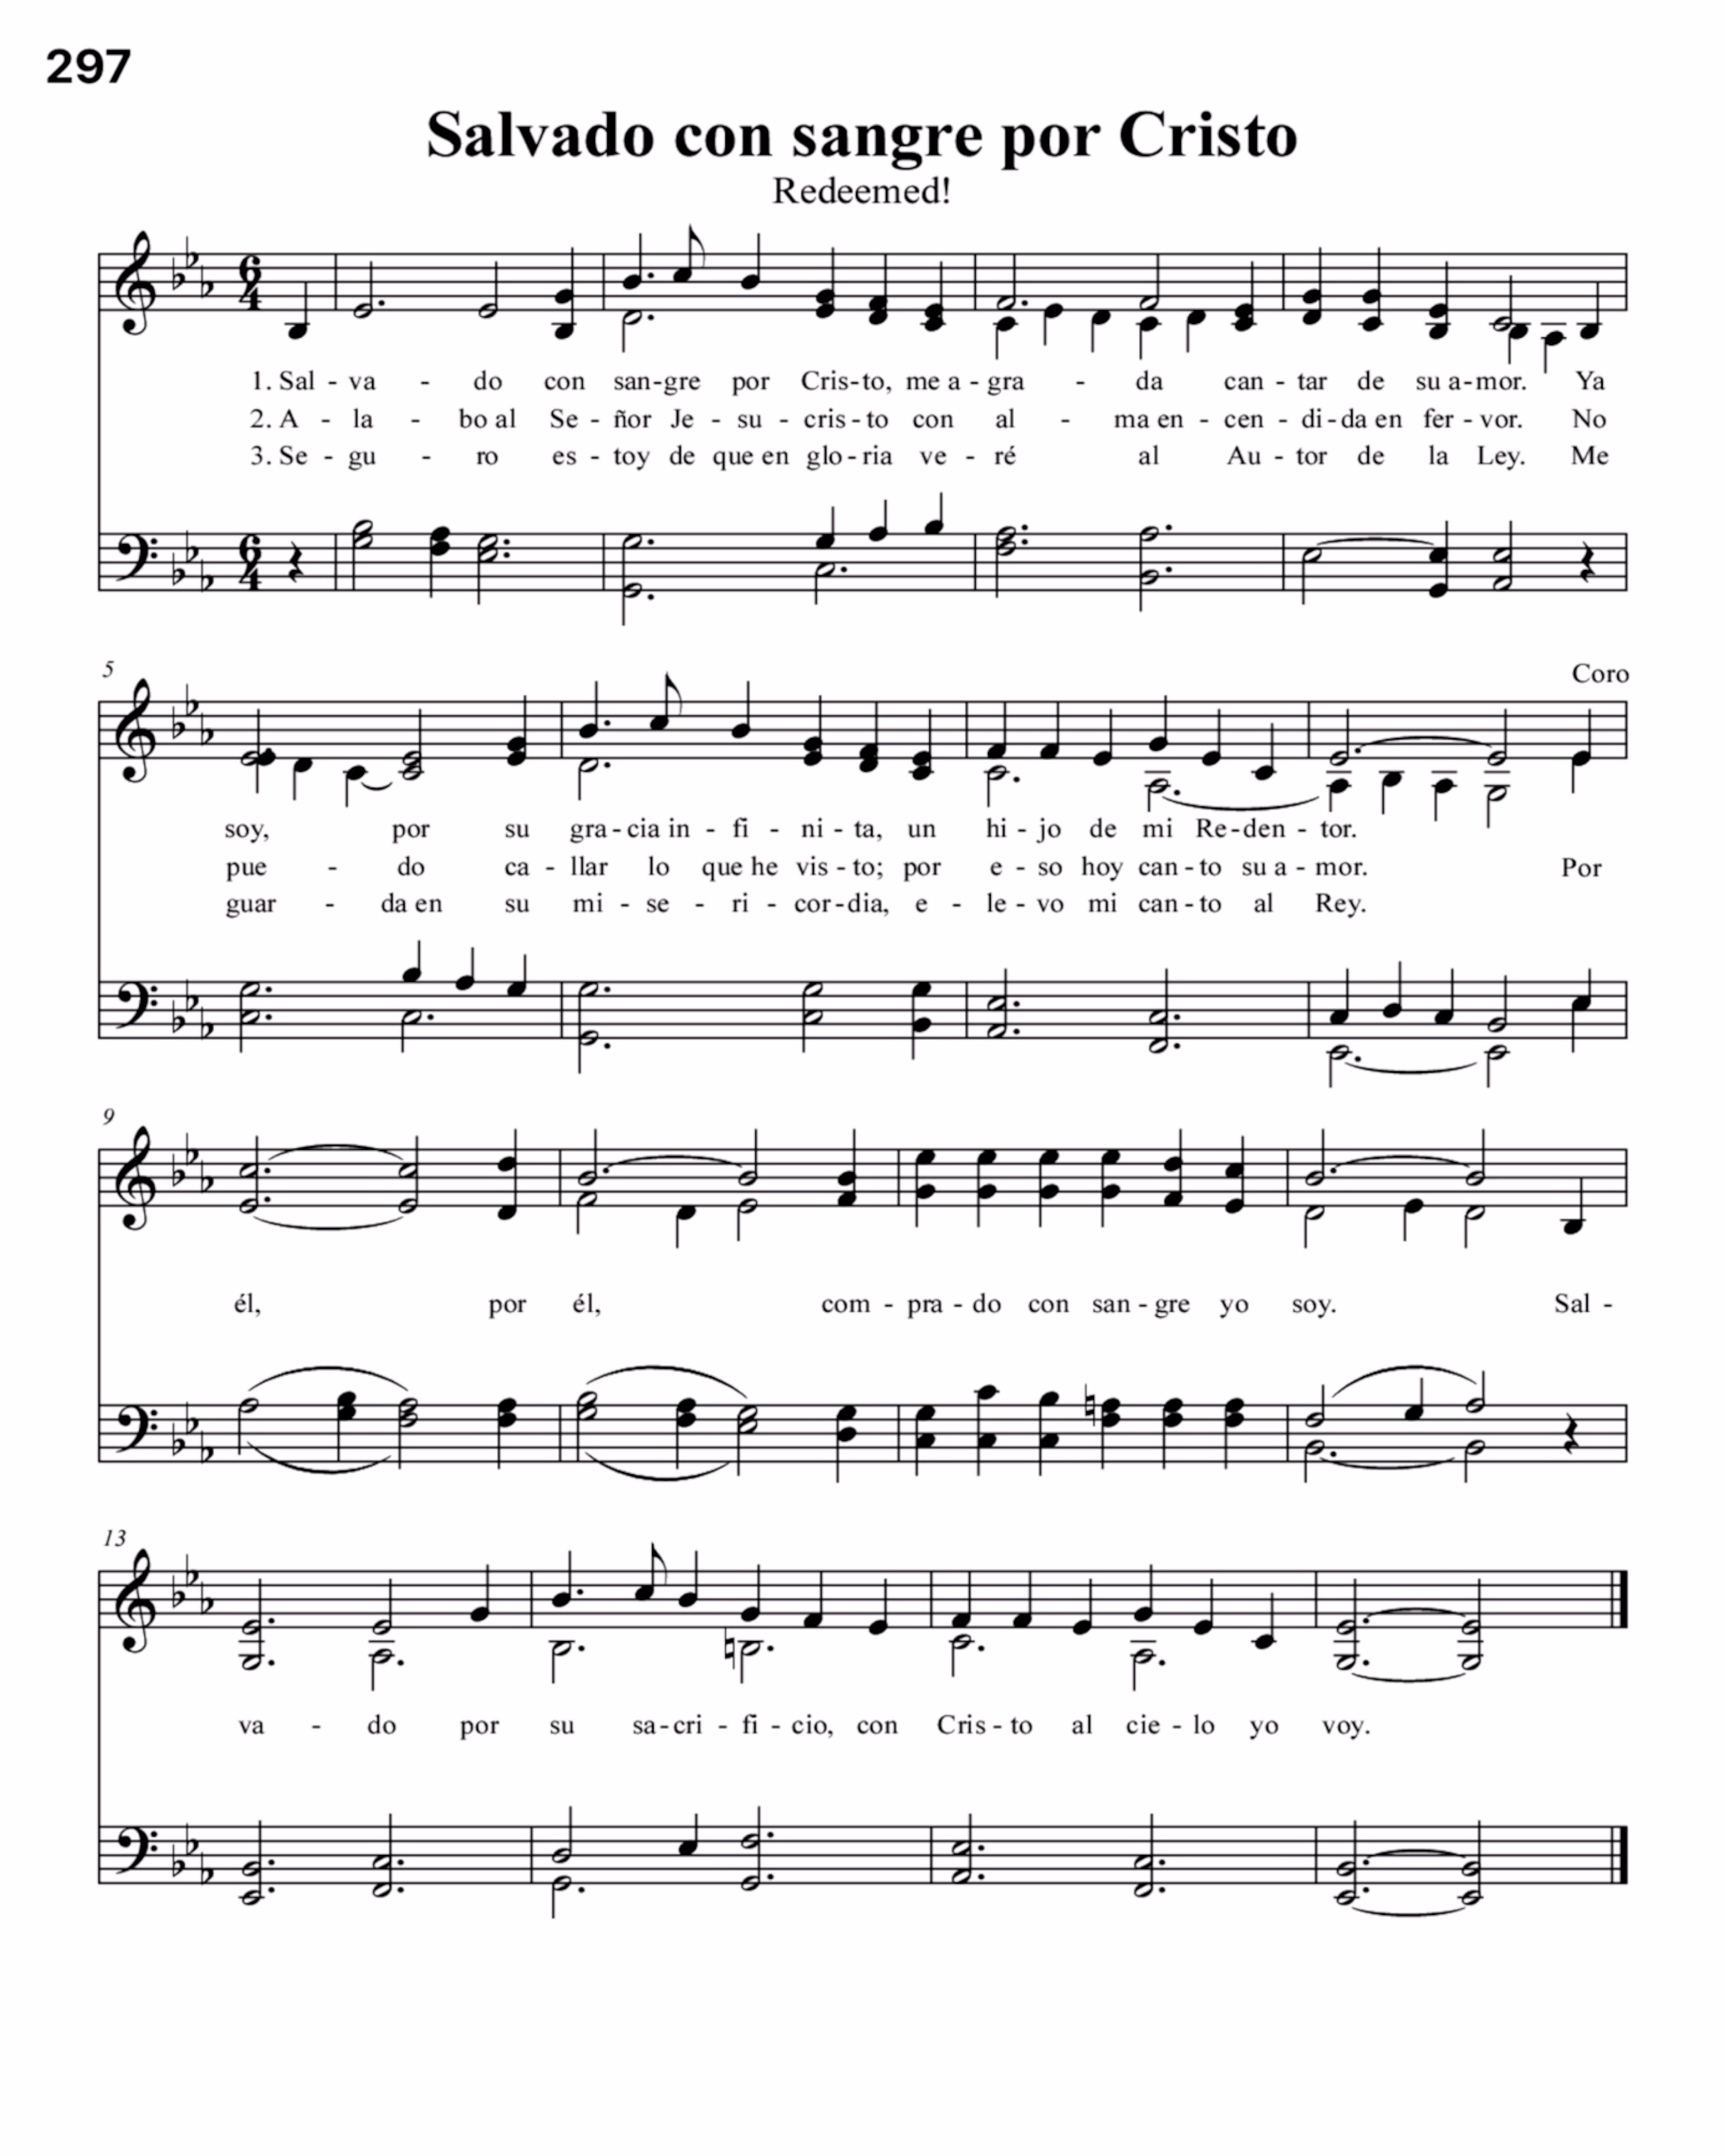 297
Salvado con sangre por Cristo
Redeemed!
6 4
1. Sal - va - do con san-gre por Cris-to, me a-gra - da can-tar de su a-mor. Ya
2. A - la - bo al Se-ñor Je-su-cris-to con al - ma en-cen-di-da en fer-vor. No
3. Se - gu - ro es-toy de que en glo-ria ve-ré al Au-tor de la Ley. Me
6 4
5
Coro
soy, por su gra-cia in-fi-ni-ta, un hi-jo de mi Re-den-tor.
pue - do ca-llar lo que he vis-to; por e-so hoy can-to su a-mor. Por
guar - da en su mi-se-ri-cor-dia, e-le-vo mi can-to al Rey.
9
él, por él, com-pra-do con san-gre yo soy. Sal -
13
va - do por su sa-cri-fi-cio, con Cris-to al cie-lo yo voy.